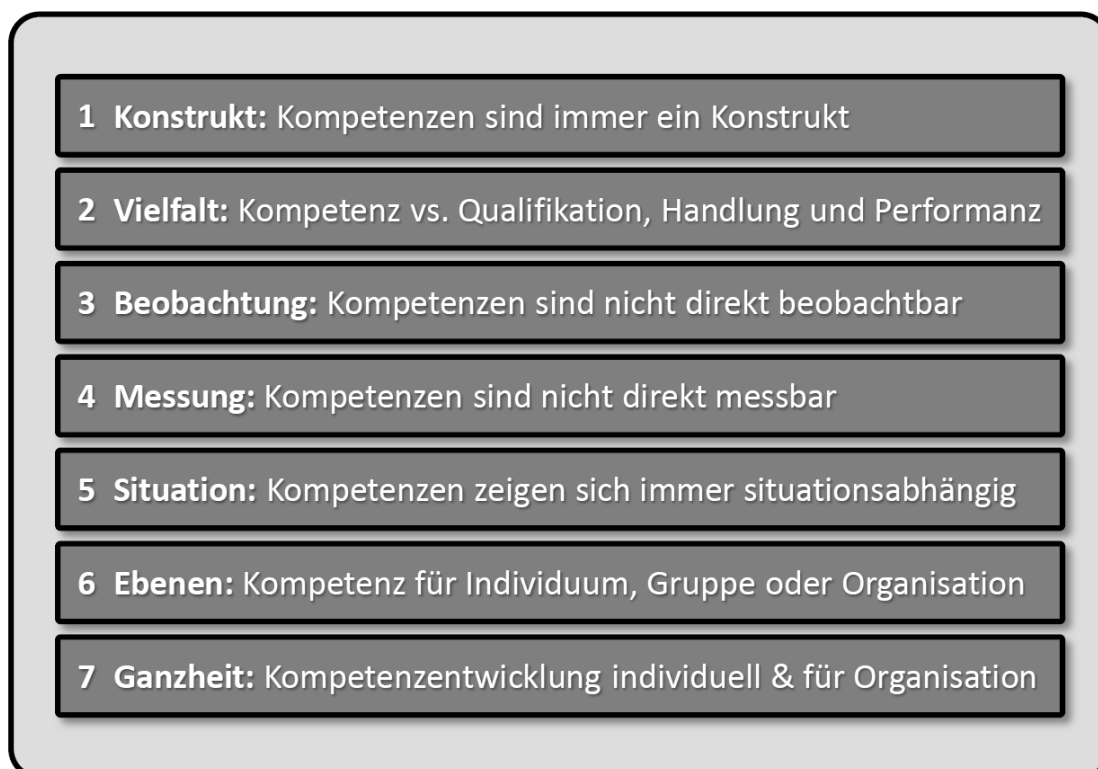 1 Konstrukt: Kompetenzen sind immer ein Konstrukt
2 Vielfalt: Kompetenz vs. Qualifikation, Handlung und Performanz
3 Beobachtung: Kompetenzen sind nicht direkt beobachtbar
4 Messung: Kompetenzen sind nicht direkt messbar
5 Situation: Kompetenzen zeigen sich immer situationsabhängig
6 Ebenen: Kompetenz für Individuum, Gruppe oder Organisation
7 Ganzheit: Kompetenzentwicklung individuell & für Organisation